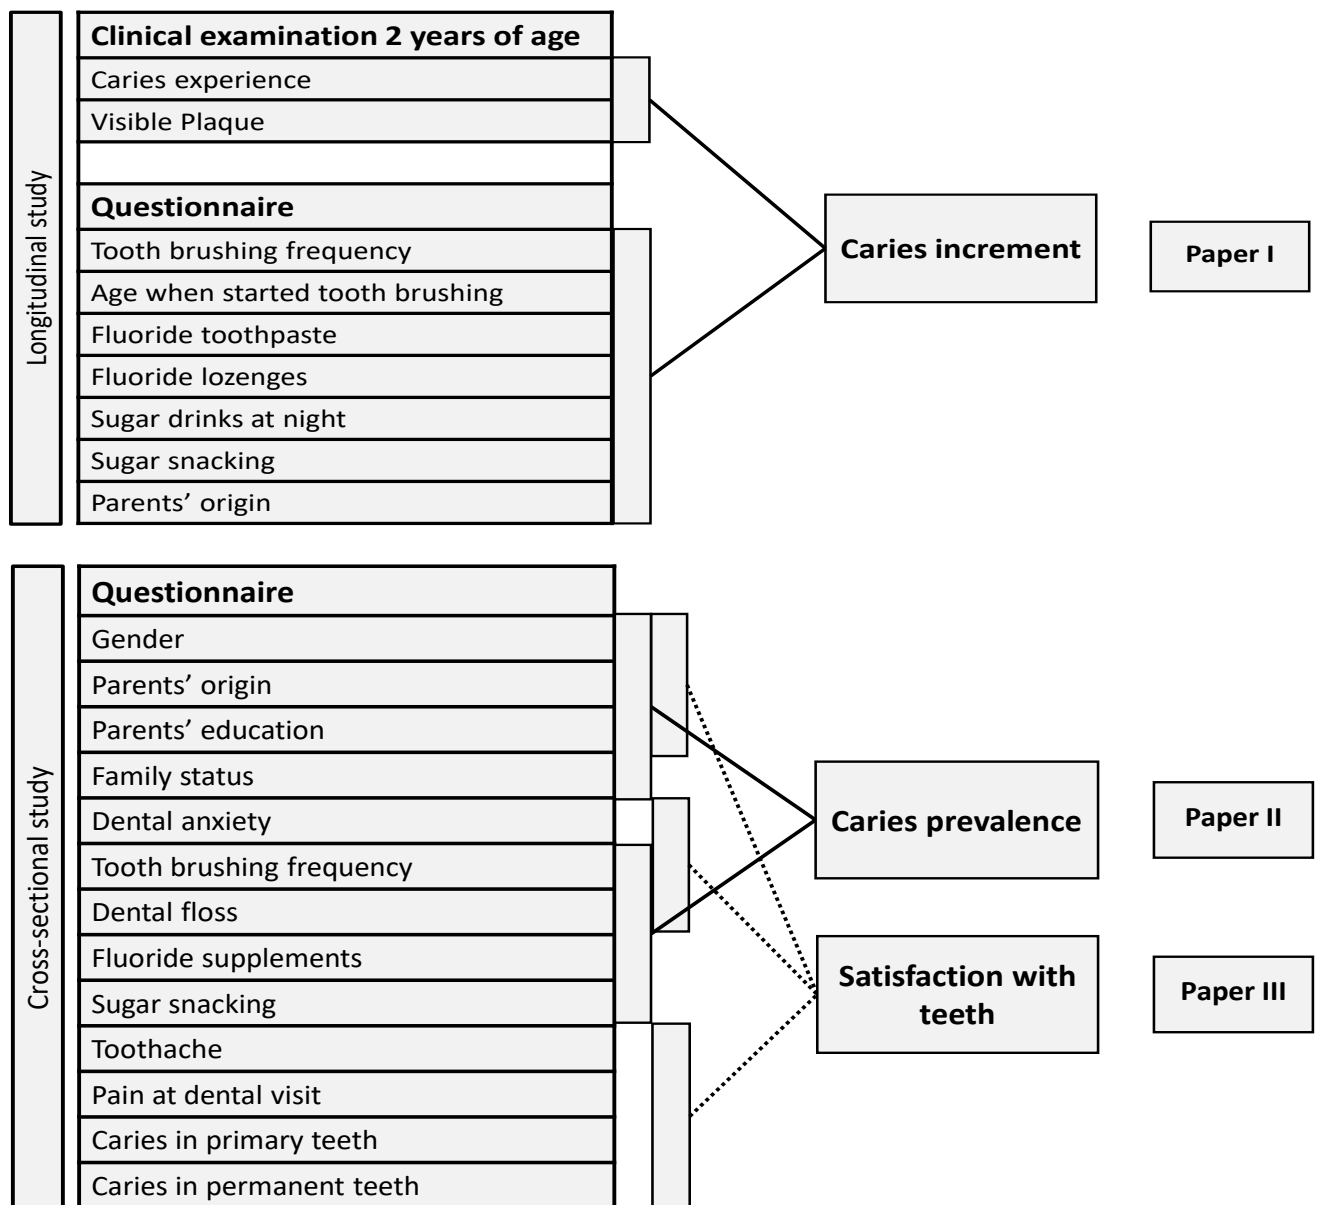 Longitudinal study
Clinical examination 2 years of age
Caries experience
Visible Plaque
Questionnaire
Tooth brushing frequency
Age when started tooth brushing
Fluoride toothpaste
Fluoride lozenges
Sugar drinks at night
Sugar snacking
Parents’ origin
Caries increment
Paper I
Cross-sectional study
Questionnaire
Gender
Parents’ origin
Parents’ education
Family status
Dental anxiety
Tooth brushing frequency
Dental floss
Fluoride supplements
Sugar snacking
Toothache
Pain at dental visit
Caries in primary teeth
Caries in permanent teeth
Caries prevalence
Paper II
Satisfaction with
teeth
Paper III